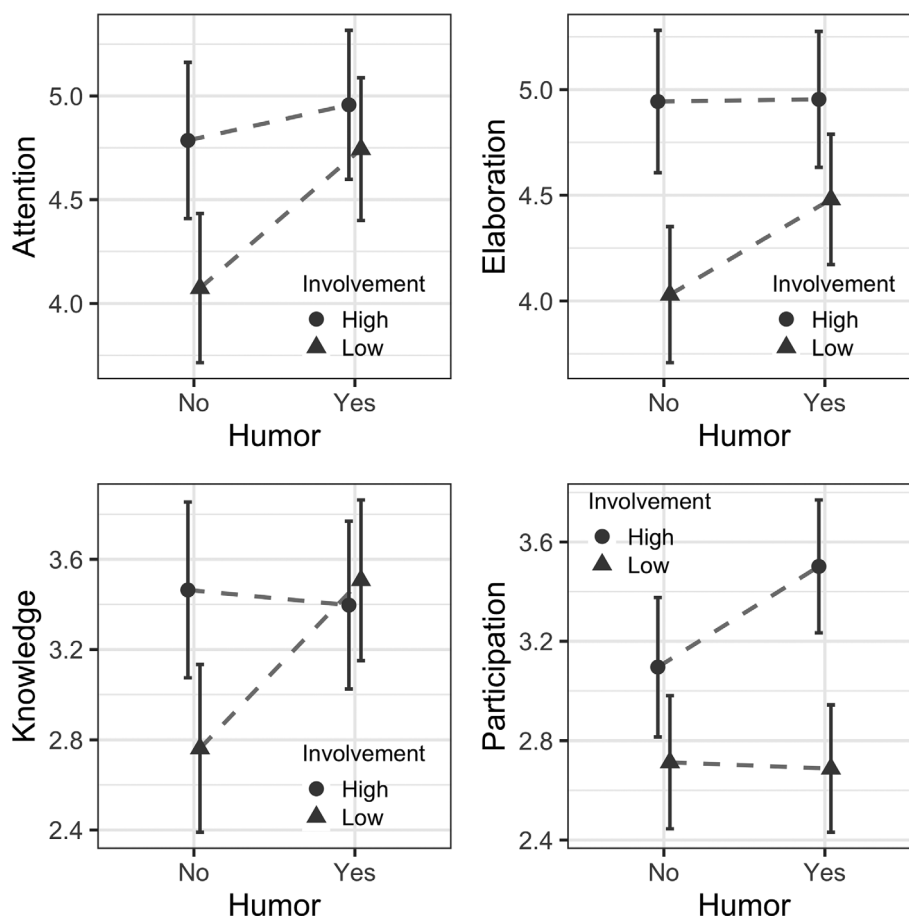 Attention
5.0
4.5
4.0
Involvement
High
Low
No Yes
Humor
Elaboration
5.0
4.5
4.0
Involvement
High
Low
No Yes
Humor
Knowledge
3.6
3.2
2.8
2.4
Involvement
High
Low
No Yes
Humor
Participation
3.6
3.2
2.8
2.4
Involvement
High
Low
No Yes
Humor